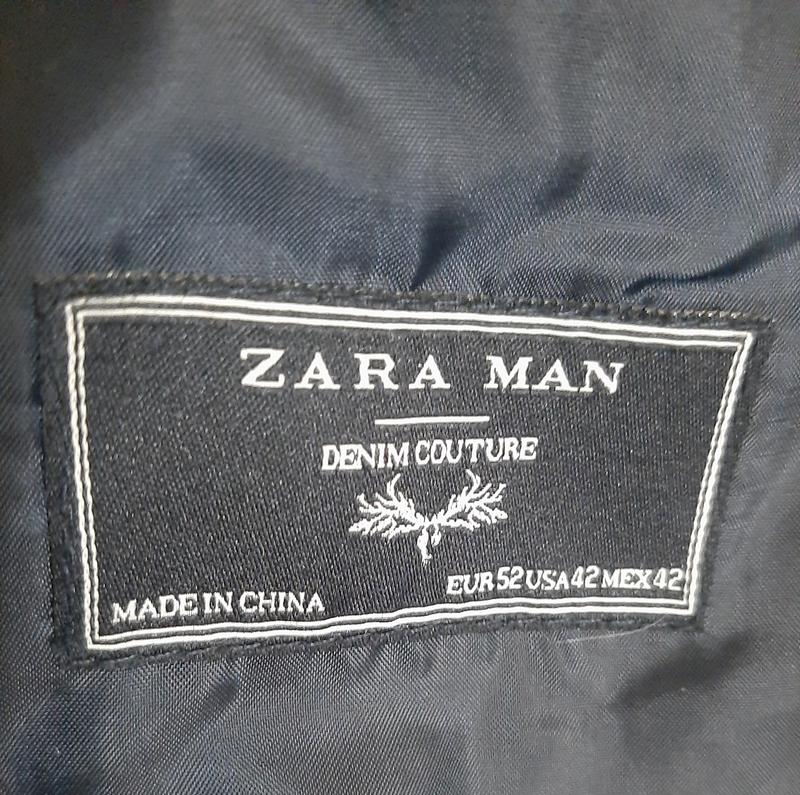 ZARA MAN
DENIM COUTURE
EUR 52 USA 42 MEX 42
MADE IN CHINA